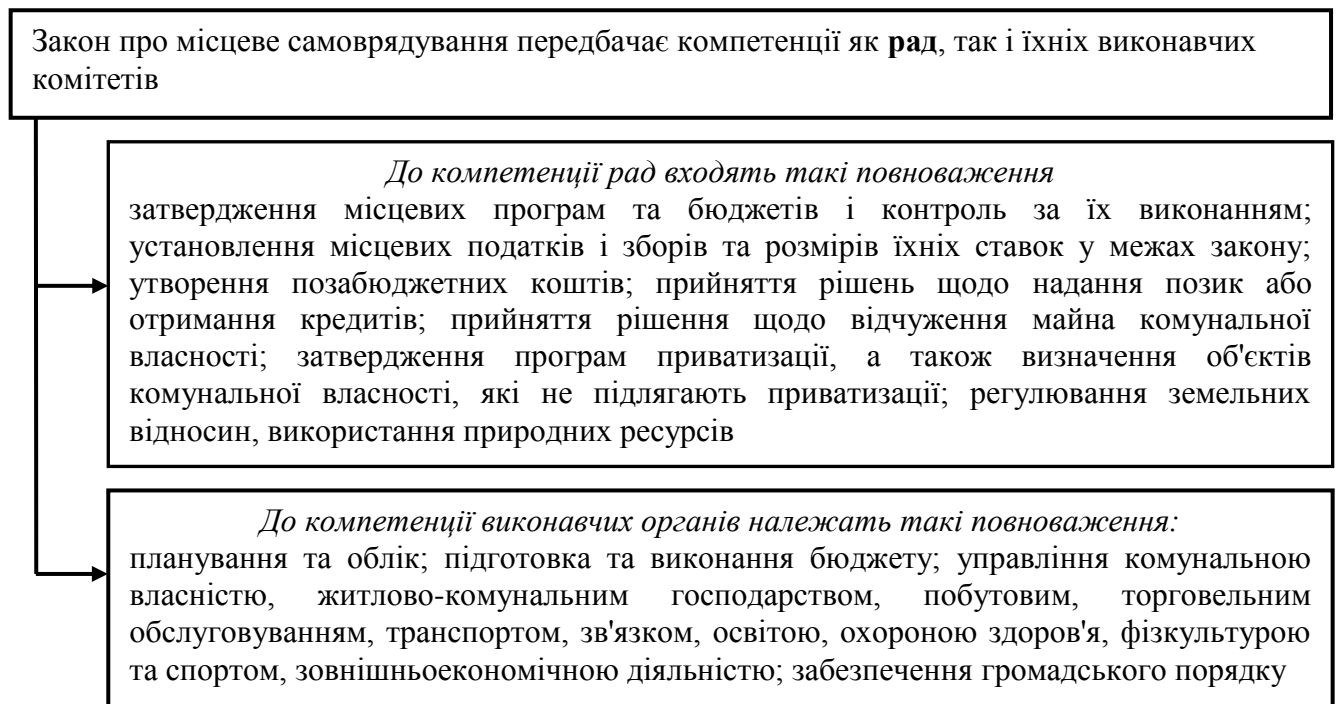 Закон про місцеве самоврядування передбачає компетенції як рад, так і їхніх виконавчих
комітетів
До компетенції рад входять такі повноваження
затвердження місцевих програм та бюджетів і контроль за їх виконанням;
установлення місцевих податків і зборів та розмірів їхніх ставок у межах закону;
утворення позабюджетних коштів; прийняття рішень щодо надання позик або
отримання кредитів; прийняття рішення щодо відчуження майна комунальної
власності; затвердження програм приватизації, а також визначення об'єктів
комунальної власності, які не підлягають приватизації; регулювання земельних
відносин, використання природних ресурсів
До компетенції виконавчих органів належать такі повноваження:
планування та облік; підготовка та виконання бюджету; управління комунальною
власністю, житлово-комунальним господарством, побутовим, торговельним
обслуговуванням, транспортом, зв'язком, освітою, охороною здоров'я, фізкультурою
та спортом, зовнішньоекономічною діяльністю; забезпечення громадського порядку